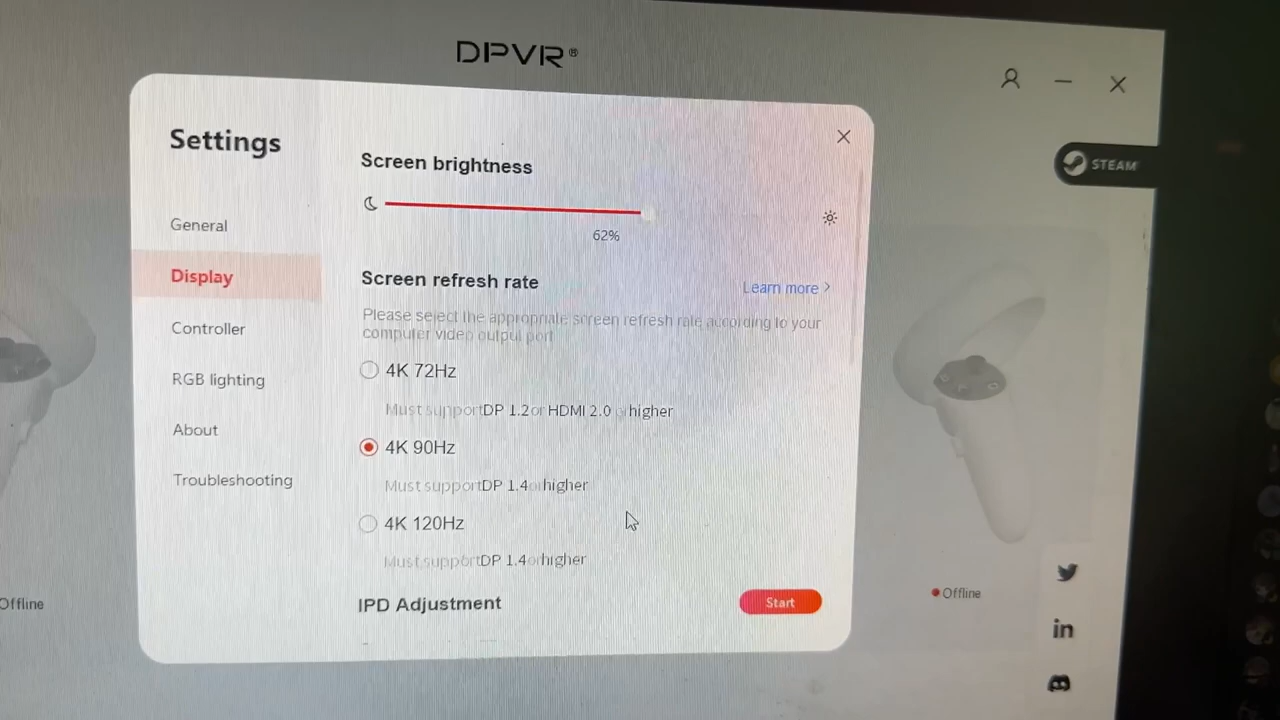 DPVR®
Settings
STEAM
Screen brightness
General
62%
Display
Screen refresh rate
Learn more >
Please select the appropriate screen refresh rate according to your
computer video output port
Controller
4K 72Hz
RGB lighting
Must support DP 1.2 or HDMI 2.0 or higher
About
4K 90Hz
Troubleshooting
Must support DP 1.4 or higher
4K 120Hz
Must support DP 1.4 or higher
IPD Adjustment
Start
Offline
Offline
in